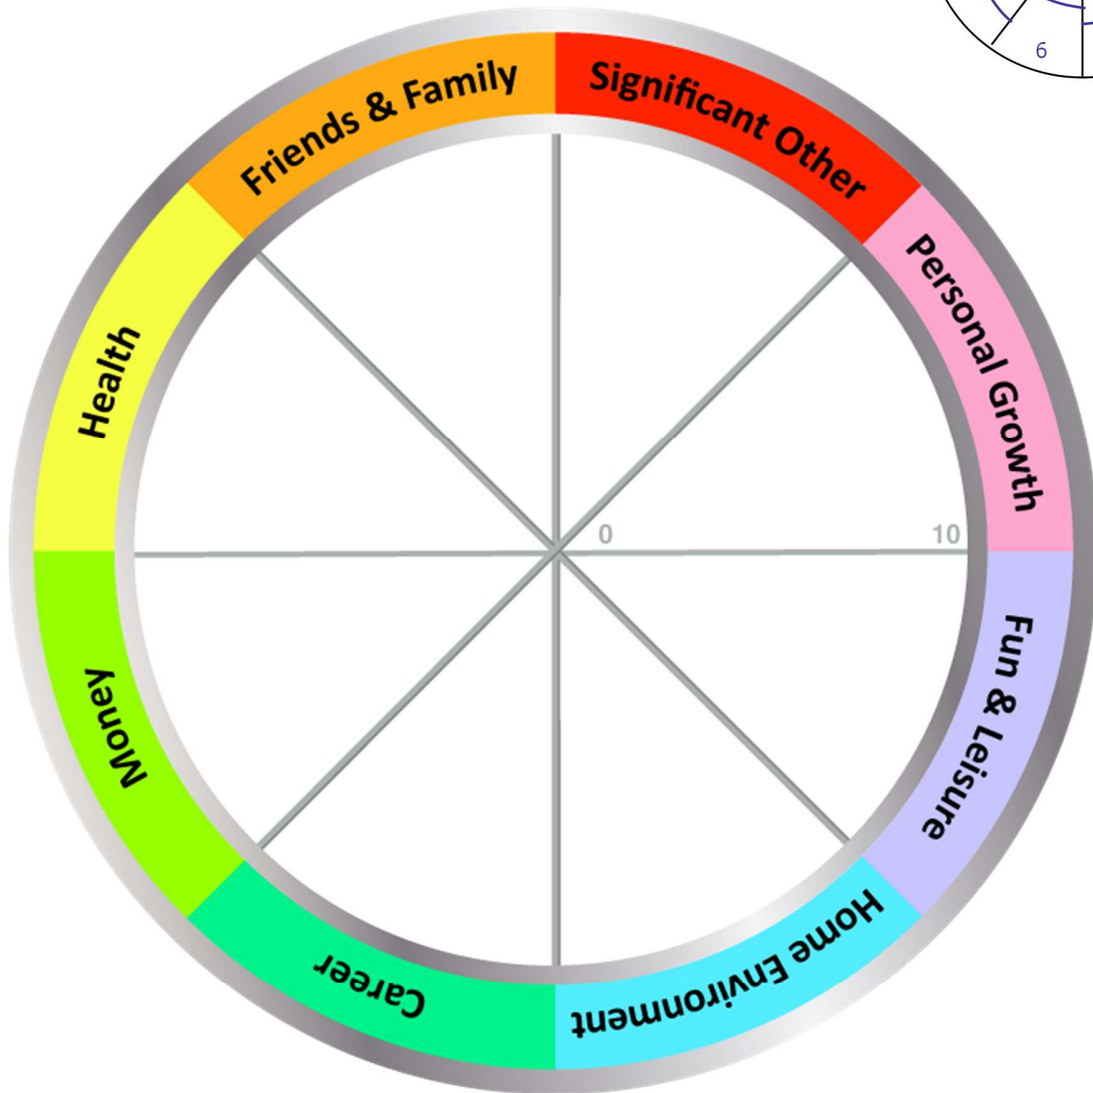 6
Friends & Family
Significant Other
Personal Growth
Fun & Leisure
Home Environment
Career
Money
Health
0
10